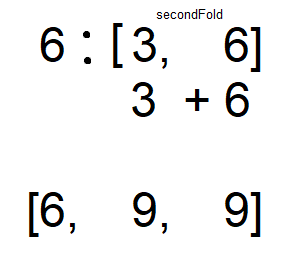 secondFold
6 : [ 3, 6]
3 + 6
[6, 9, 9]